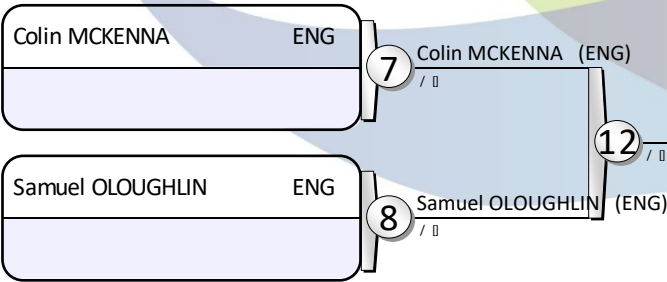 Colin MCKENNA ENG
7
Colin MCKENNA (ENG)
/ []
12
/ []
Samuel OLOUGHLIN ENG
8
Samuel OLOUGHLIN (ENG)
/ []